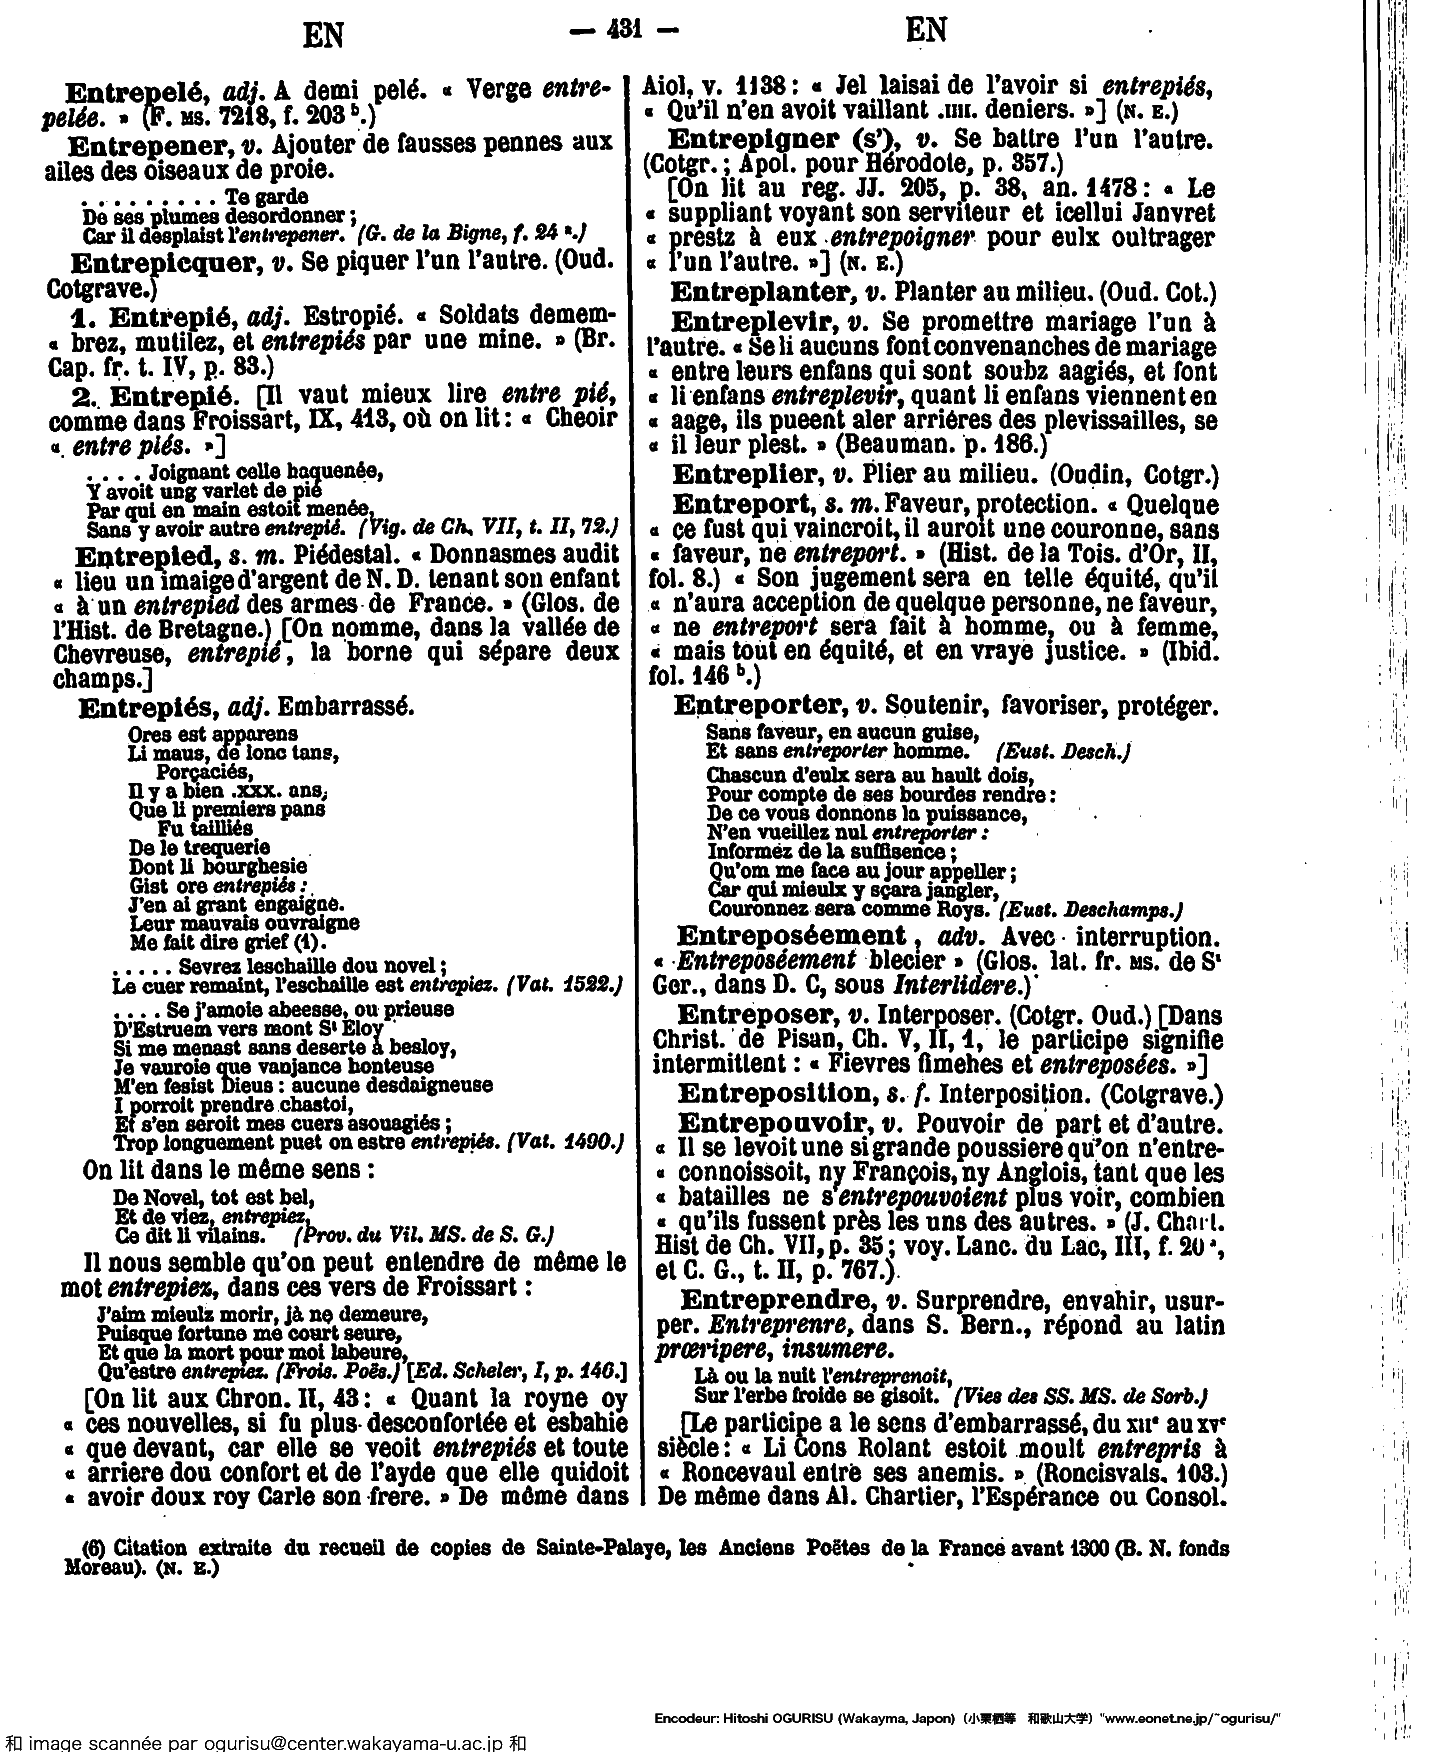 EN — 431 — EN
Entrepelé, adj. A demi pelé. « Verge entre-
pelée. » (F. MS. 7218, f. 203 b.)
Entrepener, v. Ajouter de fausses pennes aux
ailes des oiseaux de proie.
. . . . . . . . . Te garde
De ses plumes desordonner ;
Car il desplaist l'entrepener. (G. de la Bigne, f. 24 a.)
Entrepicquer, v. Se piquer l'un l'autre. (Oud.
Cotgrave.)
1. Entrepié, adj. Estropié. « Soldats demem-
« brez, mutilez, et entrepiés par une mine. » (Br.
Cap. fr. t. IV, p. 83.)
2. Entrepié. [Il vaut mieux lire entre pié,
comme dans Froissart, IX, 413, où on lit : « Cheoir
« entre piés. »]
. . . . Joignant celle haquenée,
Y avoit ung varlet de pié
Par qui en main estoit menée,
Sans y avoir autre entrepié. (Vig. de Ch. VII, t. II, 72.)
Entrepied, s. m. Piédestal. « Donnasmes audit
« lieu un imaige d'argent de N. D. tenant son enfant
« à un entrepied des armes de France. » (Glos. de
l'Hist. de Bretagne.) [On nomme, dans la vallée de
Chevreuse, entrepié, la borne qui sépare deux
champs.]
Entrepiés, adj. Embarrassé.
Ores est apparens
Li maus, de lonc tans,
Porçaciés,
Il y a bien .XXX. ans,
Que li premiers pans
Fu tailliés
De le trequerie
Dont li bourghesie
Gist ore entrepiés :
J'en ai grant engaigne.
Leur mauvais ouvraigne
Me fait dire grief (1).
. . . . . Sevrez leschaille dou novel ;
Le cuer remaint, l'eschaille est entrepiez. (Vat. 1522.)
. . . . Se j'amoie abeesse, ou prieuse
D'Estruem vers mont St Eloy
Si me menast sans deserte à besloy,
Je vauroie que vanjance honteuse
M'en fesist Dieus : aucune desdaigneuse
I porroit prendre chastoi,
Et s'en seroit mes cuers asouagiés ;
Trop longuement puet on estre entrepiés. (Vat. 1490.)
On lit dans le même sens :
De Novel, tot est bel,
Et de viez, entrepiez,
Ce dit li vilains. (Prov. du Vil. MS. de S. G.)
Il nous semble qu'on peut entendre de même le
mot entrepiez, dans ces vers de Froissart :
J'aim mieulz morir, jà ne demeure,
Puisque fortune me court seure,
Et que la mort pour moi labeure,
Qu'estre entrepiez. (Frois. Poës.) [Ed. Scheler, I, p. 146.]
[On lit aux Chron. II, 43 : « Quant la royne oy
« ces nouvelles, si fu plus desconfortée et esbahie
« que devant, car elle se veoit entrepiés et toute
« arriere dou confort et de l'ayde que elle quidoit
« avoir doux roy Carle son frere. » De même dans
Aiol, v. 1138 : « Jel laisai de l'avoir si entrepiés,
« Qu'il n'en avoit vaillant .IIII. deniers. »] (N. E.)
Entrepigner (s'), v. Se battre l'un l'autre.
(Cotgr. ; Apol. pour Hérodote, p. 357.)
[On lit au reg. JJ. 205, p. 38, an. 1478 : « Le
« suppliant voyant son serviteur et icellui Janvret
« prestz à eux entrepoigner pour eulx oultrager
« l'un l'autre. »] (N. E.)
Entreplanter, v. Planter au milieu. (Oud. Cot.)
Entreplevir, v. Se promettre mariage l'un à
l'autre. « Se li aucuns font convenanches de mariage
« entre leurs enfans qui sont soubz aagiés, et font
« li enfans entreplevir, quant li enfans viennent en
« aage, ils pueent aler arriéres des plevissailles, se
« il leur plest. » (Beauman. p. 186.)
Entreplier, v. Plier au milieu. (Oudin, Cotgr.)
Entreport, s. m. Faveur, protection. « Quelque
« ce fust qui vaincroit, il auroit une couronne, sans
« faveur, ne entreport. » (Hist. de la Tois. d'Or, II,
fol. 8.) « Son jugement sera en telle équité, qu'il
« n'aura acception de quelque personne, ne faveur,
« ne entreport sera fait à homme, ou à femme,
« mais tout en équité, et en vraye justice. » (Ibid.
fol. 146 b.)
Entreporter, v. Soutenir, favoriser, protéger.
Sans faveur, en aucun guise,
Et sans entreporter homme. (Eust. Desch.)
Chascun d'eulx sera au hault dois,
Pour compte de ses bourdes rendre :
De ce vous donnons la puissance,
N'en vueillez nul entreporter :
Informez de la suffisence ;
Qu'om me face au jour appeller ;
Car qui mieulx y sçara jangler,
Couronnez sera comme Roys. (Eust. Deschamps.)
Entreposéement, adv. Avec interruption.
« Entreposéement blecier » (Glos. lat. fr. MS. de St
Ger., dans D. C, sous Interlidere.)
Entreposer, v. Interposer. (Cotgr. Oud.) [Dans
Christ. de Pisan, Ch. V, II, 1, le participe signifie
intermittent : « Fievres fimehes et entreposées. »]
Entreposition, s. f. Interposition. (Cotgrave.)
Entrepouvoir, v. Pouvoir de part et d'autre.
« Il se levoit une si grande poussiere qu'on n'entre-
« connoissoit, ny François, ny Anglois, tant que les
« batailles ne s'entrepouvoient plus voir, combien
« qu'ils fussent près les uns des autres. » (J. Chart.
Hist de Ch. VII, p. 35 ; voy. Lanc. du Lac, III, f. 20 a,
et C. G., t. II, p. 767.)
Entreprendre, v. Surprendre, envahir, usur-
per. Entreprenre, dans S. Bern., répond au latin
prœripere, insumere.
Là ou la nuit l'entreprenoit,
Sur l'erbe froide se gisoit. (Vies des SS. MS. de Sorb.)
[Le participe a le sens d'embarrassé, du XIIe au XVe
siècle : « Li Cons Rolant estoit moult entrepris à
« Roncevaul entre ses anemis. » (Roncisvals. 103.)
De même dans Al. Chartier, l'Espérance ou Consol.
(6) Citation extraite du recueil de copies de Sainte-Palaye, les Anciens Poëtes de la France avant 1300 (B. N. fonds
Moreau). (N. E.)
Encodeur: Hitoshi OGURISU (Wakayma, Japon) (小栗栖等 和歌山大学) "www.eonet.ne.jp/~ogurisu/"
和 image scannée par ogurisu@center.wakayama-u.ac.jp 和